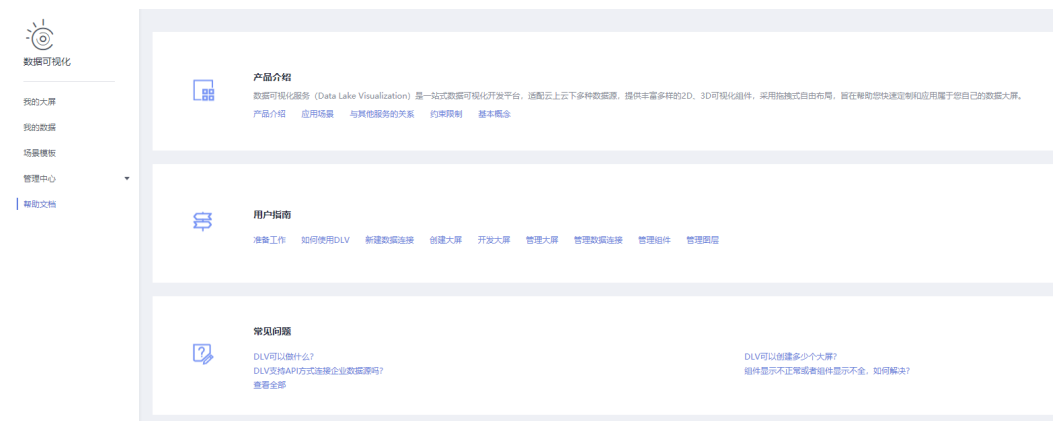 数据可视化
我的大屏
我的数据
场景模板
管理中心
帮助文档
产品介绍
数据可视化服务（Data Lake Visualization）是一站式数据可视化开发平台，适配云上云下多种数据源，提供丰富多样的2D、3D可视化组件，采用拖拽式自由布局，旨在帮助您快速定制和应用属于您自己的数据大屏。
产品介绍 应用场景 与其他服务的关系 约束限制 基本概念
用户指南
准备工作 如何使用DLV 新建数据连接 创建大屏 开发大屏 管理大屏 管理数据连接 管理组件 管理图层
常见问题
DLV可以做什么? DLV可以创建多少个大屏?
DLV支持API方式连接企业数据源吗? 组件显示不正常或者组件显示不全，如何解决?
查看全部